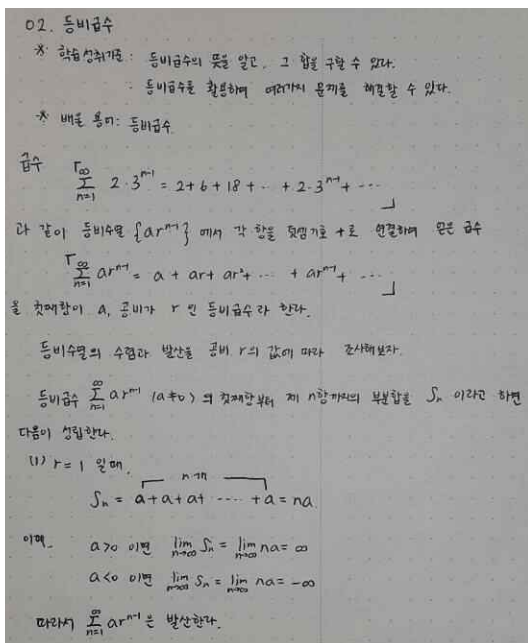 02. 등비급수
※ 학습성취기준 : 등비급수의 뜻을 알고, 그 합을 구할 수 있다.
· 등비급수를 활용하여 여러가지 문제를 해결할 수 있다.
※ 배울 용어: 등비급수
급수
∑_{n=1}^{∞} 2·3^{n-1} = 2+6+18+ ··· + 2·3^{n-1} + ···
과 같이 등비수열 {ar^{n-1}} 에서 각 항을 덧셈기호 +로 연결하여 얻은 급수
∑_{n=1}^{∞} ar^{n-1} = a + ar + ar² + ··· + ar^{n-1} + ···
을 첫째항이 a, 공비가 r 인 등비급수라 한다.
등비수열의 수렴과 발산을 공비 r의 값에 따라 조사해보자.
등비급수 ∑_{n=1}^{∞} ar^{n-1} (a≠0) 의 첫째항부터 제 n항까지의 부분합을 Sₙ 이라고 하면
다음이 성립한다.
(1) r = 1 일때,
n개
Sₙ = a+a+a+ ····· +a = na.
이때, a>0 이면 lim_{n→∞} Sₙ = lim_{n→∞} na = ∞
a<0 이면 lim_{n→∞} Sₙ = lim_{n→∞} na = -∞
따라서 ∑_{n=1}^{∞} ar^{n-1} 은 발산한다.